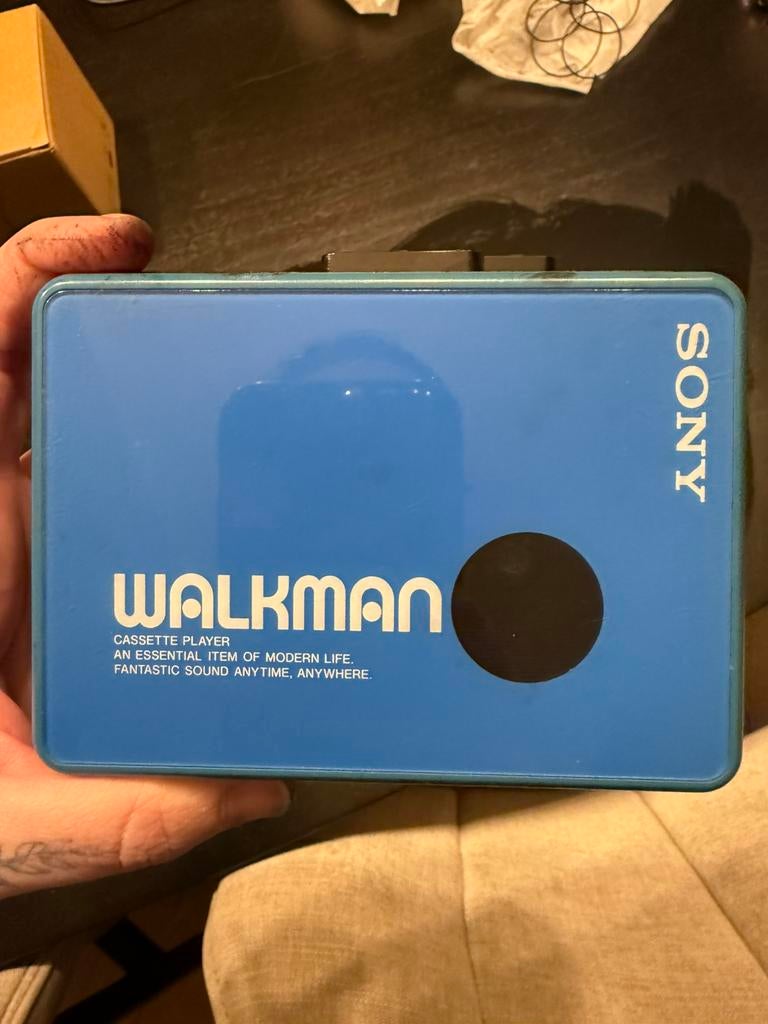 SONY
WALKMAN
CASSETTE PLAYER
AN ESSENTIAL ITEM OF MODERN LIFE.
FANTASTIC SOUND ANYTIME, ANYWHERE.